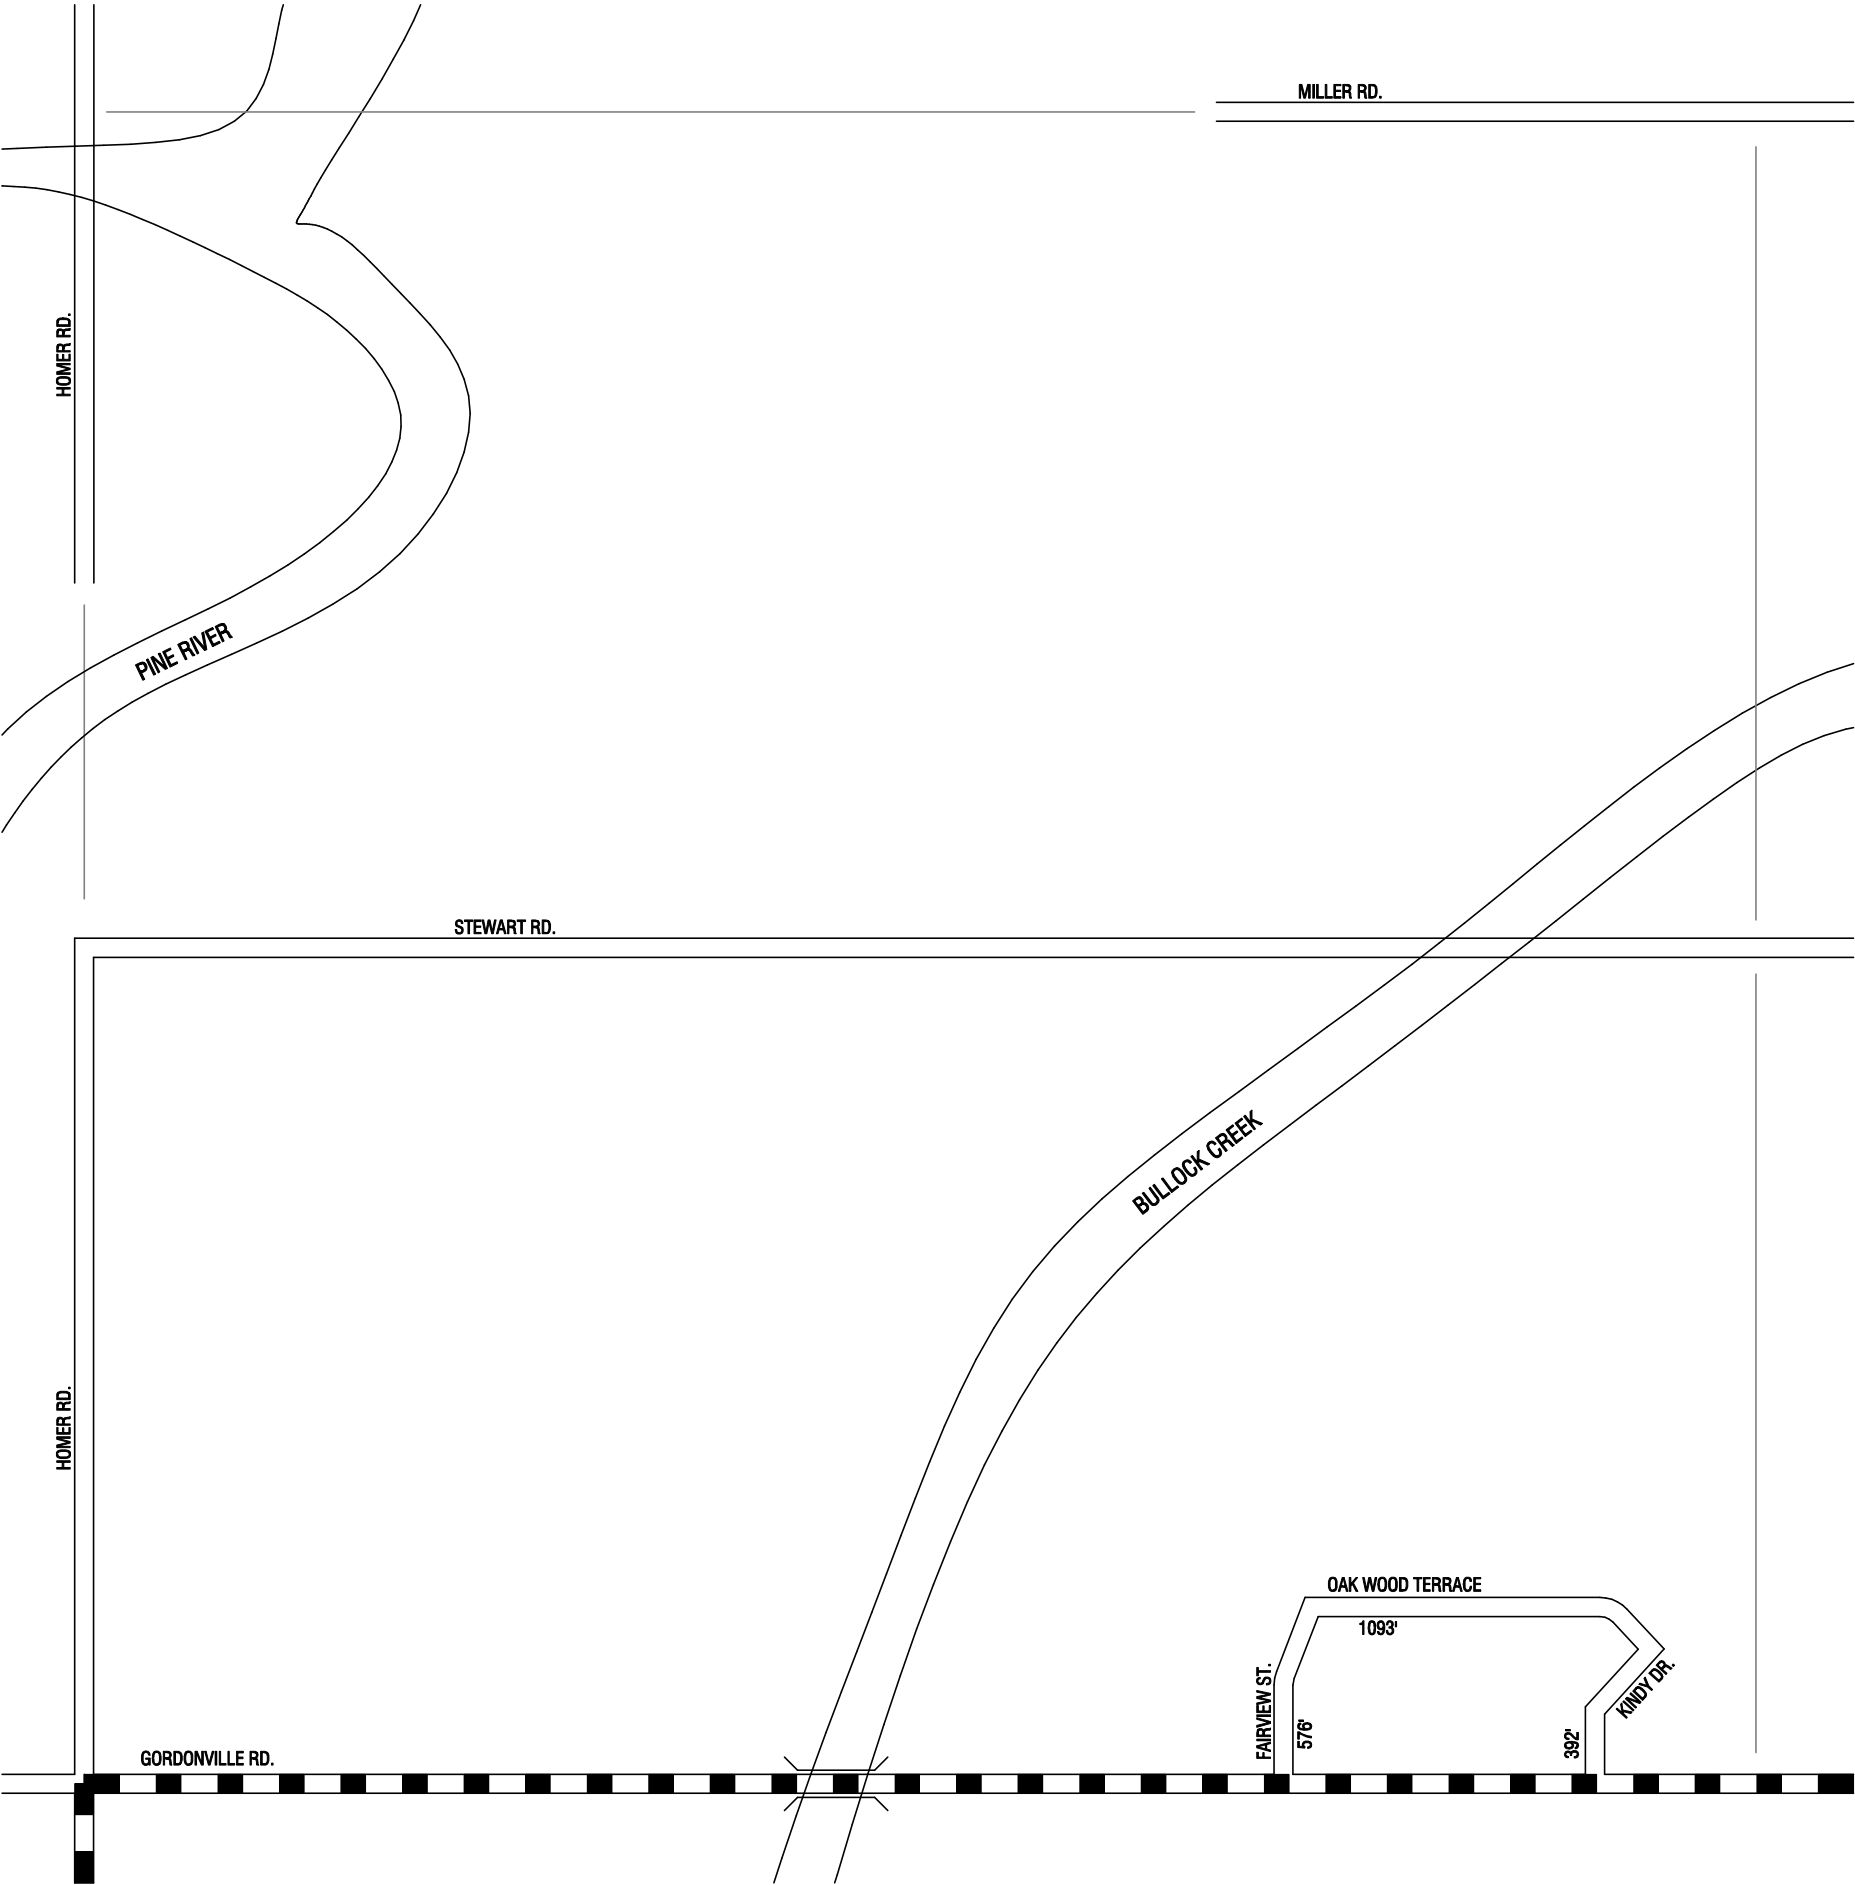 MILLER RD.
HOMER RD.
PINE RIVER
STEWART RD.
BULLOCK CREEK
HOMER RD.
OAK WOOD TERRACE
1093'
FAIRVIEW ST.
576'
392'
KINDY DR.
GORDONVILLE RD.